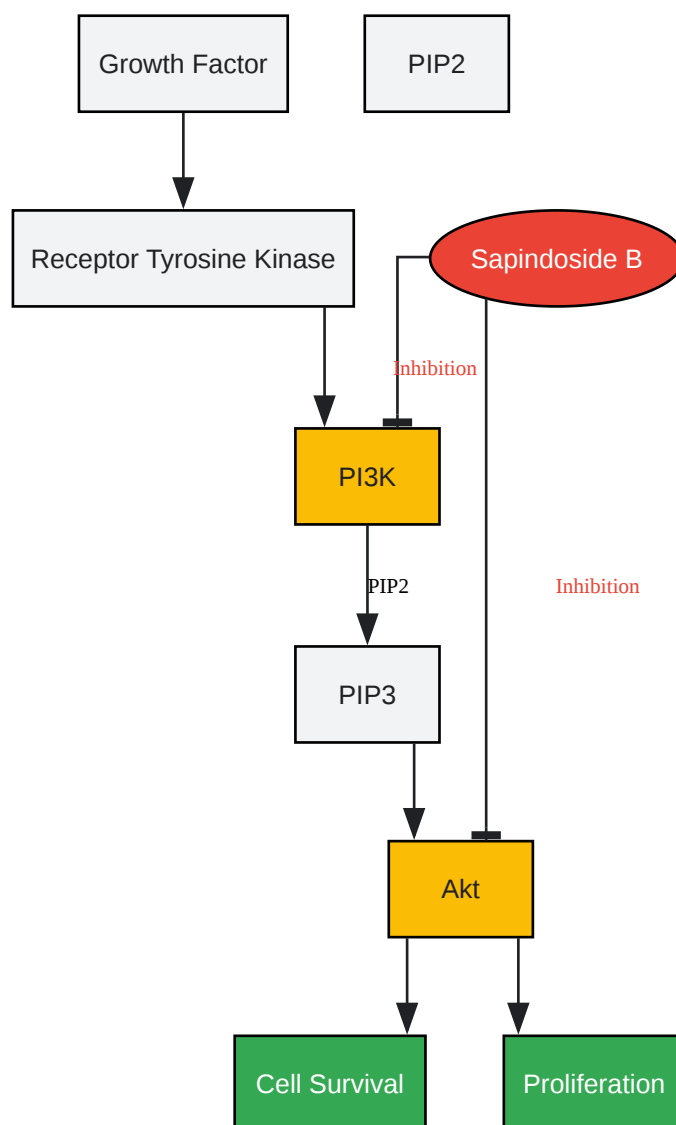 Growth Factor
PIP2
Receptor Tyrosine Kinase
Sapindoside B
Inhibition
PI3K
PIP2
Inhibition
PIP3
Akt
Cell Survival
Proliferation